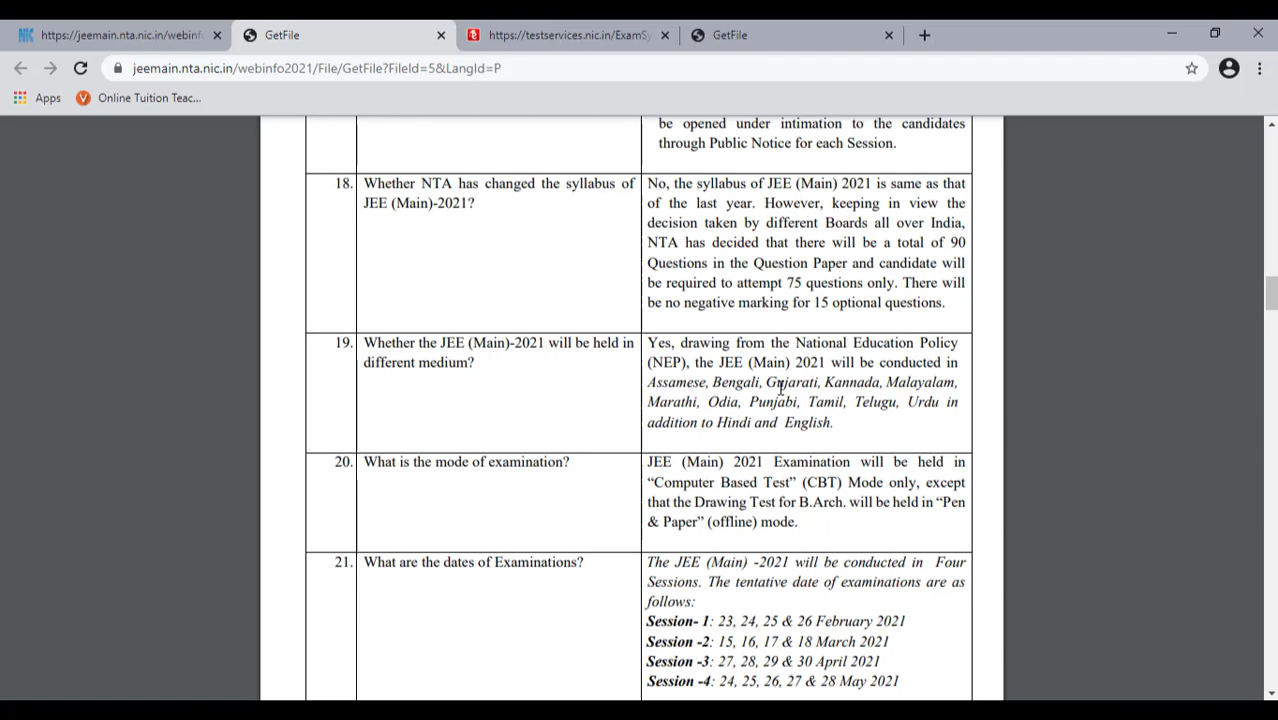 https://jeemain.nta.nic.in/webinfo
GetFile
https://testservices.nic.in/ExamSy
GetFile
jeemain.nta.nic.in/webinfo2021/File/GetFile?FileId=5&LangId=P
Apps
Online Tuition Teac...
be opened under intimation to the candidates
through Public Notice for each Session.
18. Whether NTA has changed the syllabus of
JEE (Main)-2021?
No, the syllabus of JEE (Main) 2021 is same as that
of the last year. However, keeping in view the
decision taken by different Boards all over India,
NTA has decided that there will be a total of 90
Questions in the Question Paper and candidate will
be required to attempt 75 questions only. There will
be no negative marking for 15 optional questions.
19. Whether the JEE (Main)-2021 will be held in
different medium?
Yes, drawing from the National Education Policy
(NEP), the JEE (Main) 2021 will be conducted in
Assamese, Bengali, Gujarati, Kannada, Malayalam,
Marathi, Odia, Punjabi, Tamil, Telugu, Urdu in
addition to Hindi and English.
20. What is the mode of examination?
JEE (Main) 2021 Examination will be held in
“Computer Based Test” (CBT) Mode only, except
that the Drawing Test for B.Arch. will be held in “Pen
& Paper” (offline) mode.
21. What are the dates of Examinations?
The JEE (Main) -2021 will be conducted in Four
Sessions. The tentative date of examinations are as
follows:
Session- 1: 23, 24, 25 & 26 February 2021
Session -2: 15, 16, 17 & 18 March 2021
Session -3: 27, 28, 29 & 30 April 2021
Session -4: 24, 25, 26, 27 & 28 May 2021